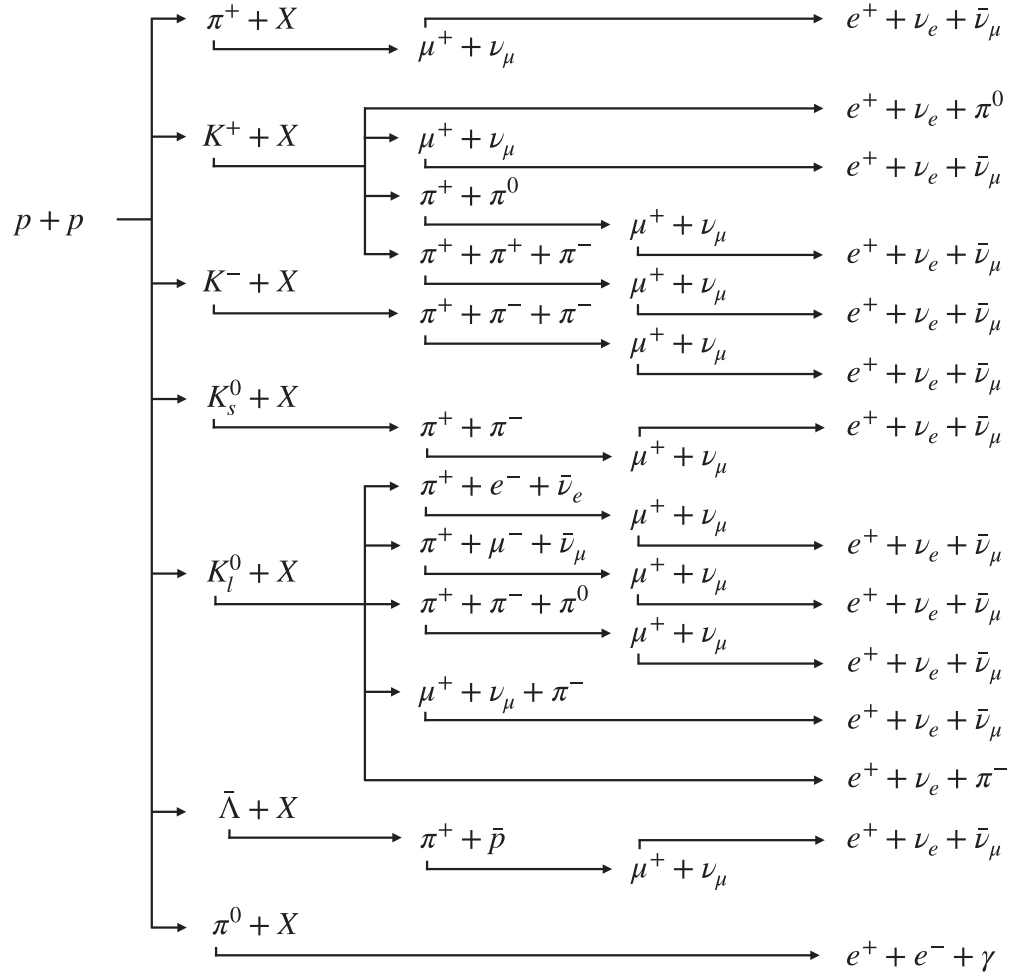 π⁺ + X e⁺ + ν_e + ν̄_μ
μ⁺ + ν_μ
e⁺ + ν_e + π⁰
K⁺ + X μ⁺ + ν_μ
e⁺ + ν_e + ν̄_μ
π⁺ + π⁰
p + p μ⁺ + ν_μ
π⁺ + π⁺ + π⁻ e⁺ + ν_e + ν̄_μ
K⁻ + X μ⁺ + ν_μ
π⁺ + π⁻ + π⁻ e⁺ + ν_e + ν̄_μ
μ⁺ + ν_μ
e⁺ + ν_e + ν̄_μ
K_s⁰ + X
π⁺ + π⁻ e⁺ + ν_e + ν̄_μ
μ⁺ + ν_μ
π⁺ + e⁻ + ν̄_e
μ⁺ + ν_μ
π⁺ + μ⁻ + ν̄_μ e⁺ + ν_e + ν̄_μ
K_l⁰ + X μ⁺ + ν_μ
π⁺ + π⁻ + π⁰ e⁺ + ν_e + ν̄_μ
μ⁺ + ν_μ
e⁺ + ν_e + ν̄_μ
μ⁺ + ν_μ + π⁻
e⁺ + ν_e + ν̄_μ
e⁺ + ν_e + π⁻
Λ̄ + X
π⁺ + p̄ e⁺ + ν_e + ν̄_μ
μ⁺ + ν_μ
π⁰ + X
e⁺ + e⁻ + γ